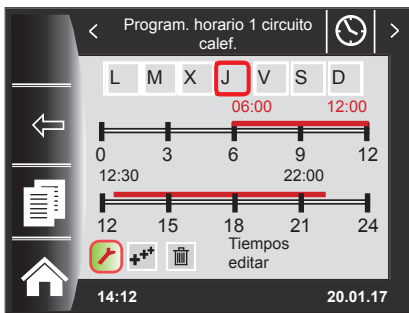 Program. horario 1 circuito
calef.
L M X J V S D
06:00 12:00
0 3 6 9 12
12:30 22:00
12 15 18 21 24
Tiempos
editar
14:12 20.01.17